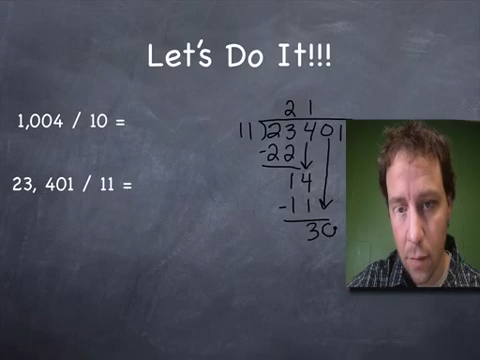 Let's Do It!!!
1,004 / 10 =
23, 401 / 11 =
21
11)23401
-22
14
-11
30